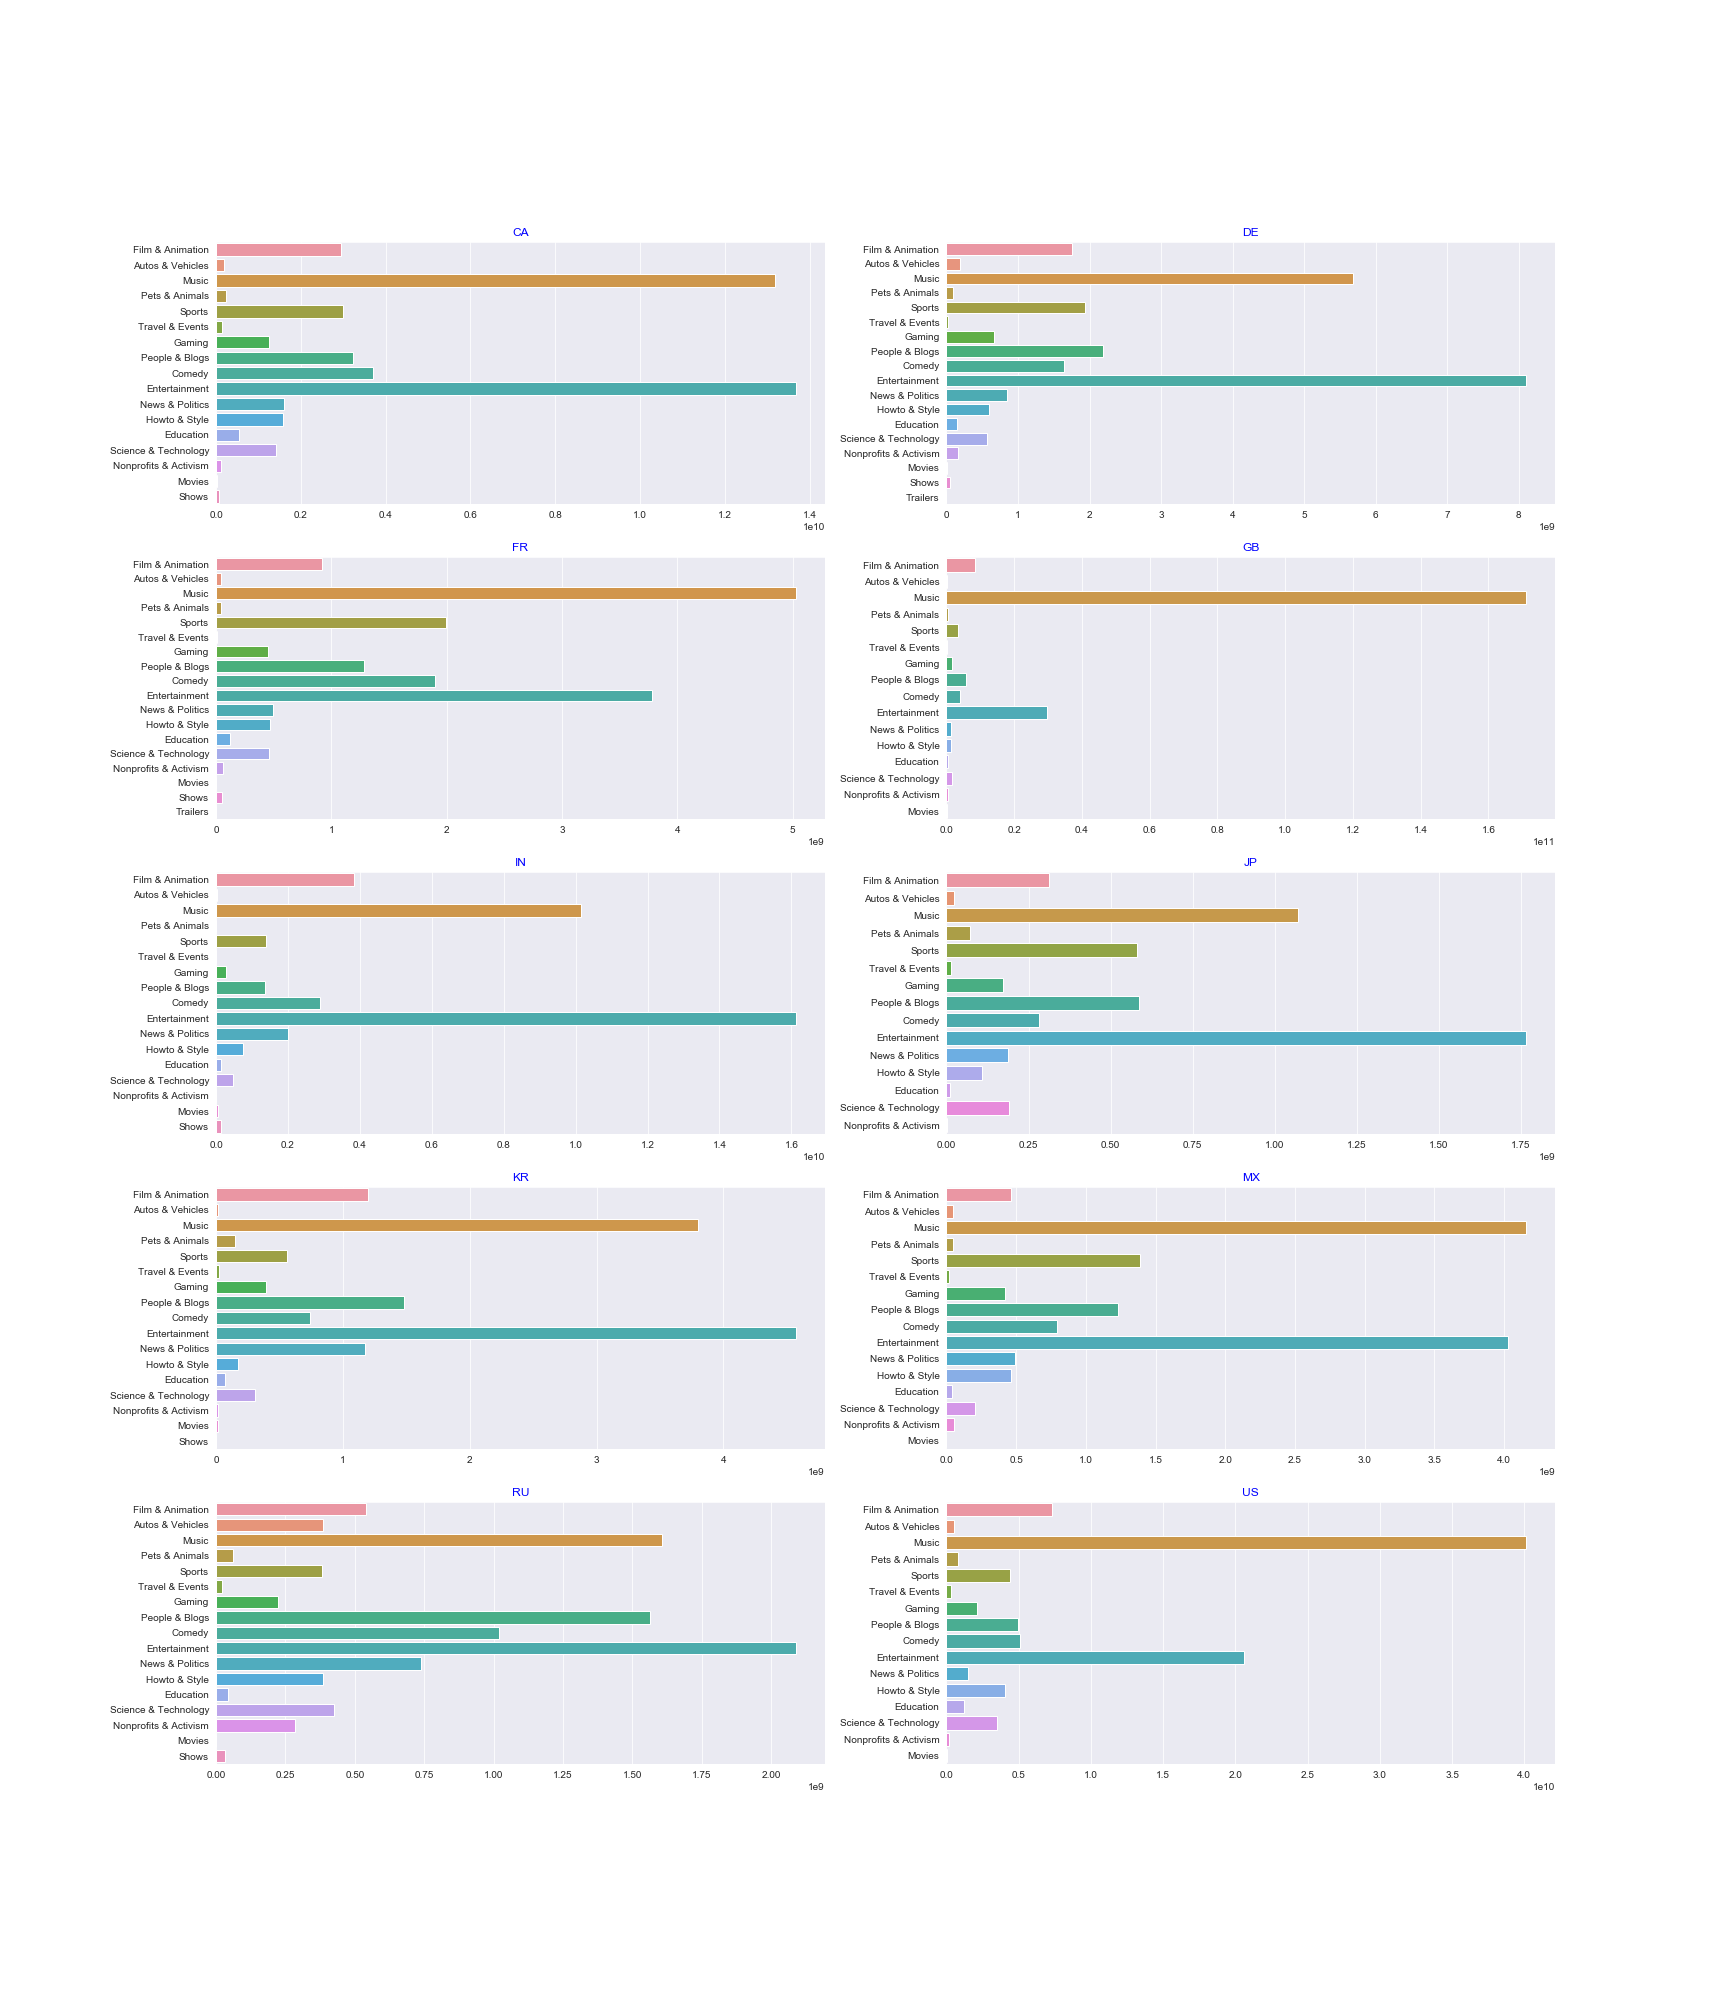 CA
Film & Animation
Autos & Vehicles
Music
Pets & Animals
Sports
Travel & Events
Gaming
People & Blogs
Comedy
Entertainment
News & Politics
Howto & Style
Education
Science & Technology
Nonprofits & Activism
Movies
Shows
0.0 0.2 0.4 0.6 0.8 1.0 1.2 1.4
1e10
DE
Film & Animation
Autos & Vehicles
Music
Pets & Animals
Sports
Travel & Events
Gaming
People & Blogs
Comedy
Entertainment
News & Politics
Howto & Style
Education
Science & Technology
Nonprofits & Activism
Movies
Shows
Trailers
0 1 2 3 4 5 6 7 8
1e9
FR
Film & Animation
Autos & Vehicles
Music
Pets & Animals
Sports
Travel & Events
Gaming
People & Blogs
Comedy
Entertainment
News & Politics
Howto & Style
Education
Science & Technology
Nonprofits & Activism
Movies
Shows
Trailers
0 1 2 3 4 5
1e9
GB
Film & Animation
Autos & Vehicles
Music
Pets & Animals
Sports
Travel & Events
Gaming
People & Blogs
Comedy
Entertainment
News & Politics
Howto & Style
Education
Science & Technology
Nonprofits & Activism
Movies
0.0 0.2 0.4 0.6 0.8 1.0 1.2 1.4 1.6
1e11
IN
Film & Animation
Autos & Vehicles
Music
Pets & Animals
Sports
Travel & Events
Gaming
People & Blogs
Comedy
Entertainment
News & Politics
Howto & Style
Education
Science & Technology
Nonprofits & Activism
Movies
Shows
0.0 0.2 0.4 0.6 0.8 1.0 1.2 1.4 1.6
1e10
JP
Film & Animation
Autos & Vehicles
Music
Pets & Animals
Sports
Travel & Events
Gaming
People & Blogs
Comedy
Entertainment
News & Politics
Howto & Style
Education
Science & Technology
Nonprofits & Activism
0.00 0.25 0.50 0.75 1.00 1.25 1.50 1.75
1e9
KR
Film & Animation
Autos & Vehicles
Music
Pets & Animals
Sports
Travel & Events
Gaming
People & Blogs
Comedy
Entertainment
News & Politics
Howto & Style
Education
Science & Technology
Nonprofits & Activism
Movies
Shows
0 1 2 3 4
1e9
MX
Film & Animation
Autos & Vehicles
Music
Pets & Animals
Sports
Travel & Events
Gaming
People & Blogs
Comedy
Entertainment
News & Politics
Howto & Style
Education
Science & Technology
Nonprofits & Activism
Movies
0.0 0.5 1.0 1.5 2.0 2.5 3.0 3.5 4.0
1e9
RU
Film & Animation
Autos & Vehicles
Music
Pets & Animals
Sports
Travel & Events
Gaming
People & Blogs
Comedy
Entertainment
News & Politics
Howto & Style
Education
Science & Technology
Nonprofits & Activism
Movies
Shows
0.00 0.25 0.50 0.75 1.00 1.25 1.50 1.75 2.00
1e9
US
Film & Animation
Autos & Vehicles
Music
Pets & Animals
Sports
Travel & Events
Gaming
People & Blogs
Comedy
Entertainment
News & Politics
Howto & Style
Education
Science & Technology
Nonprofits & Activism
Movies
0.0 0.5 1.0 1.5 2.0 2.5 3.0 3.5 4.0
1e10